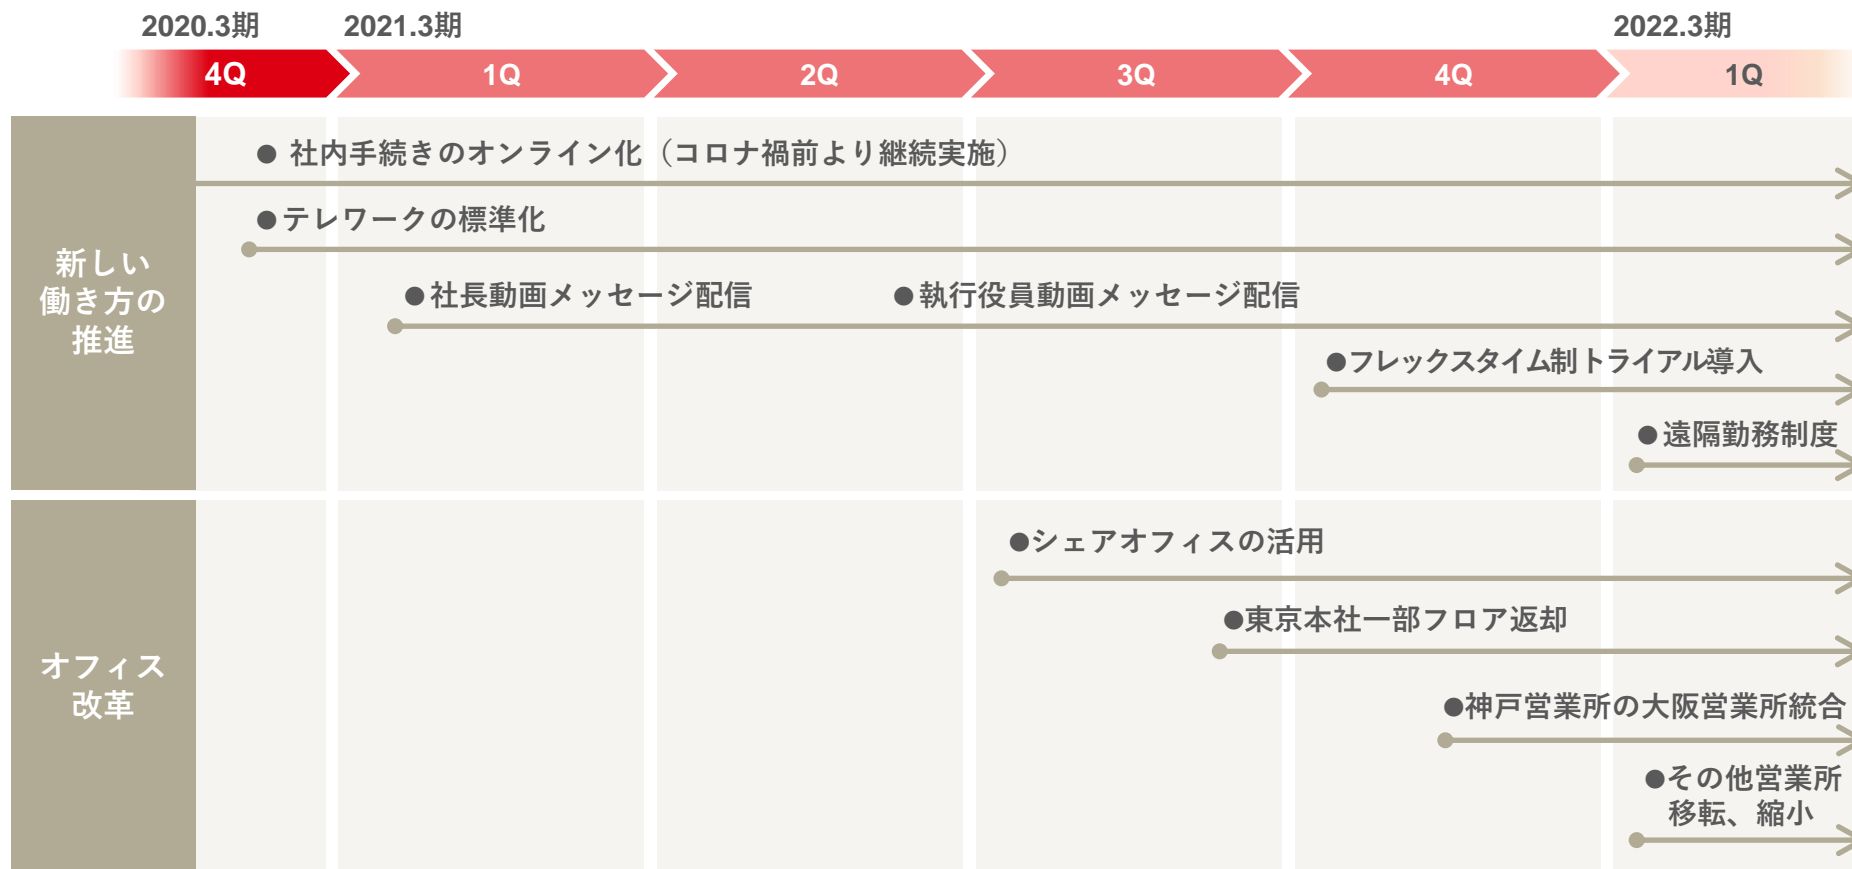 2020.3期
2021.3期
2022.3期
4Q
1Q
2Q
3Q
4Q
1Q
新しい
働き方の
推進
● 社内手続きのオンライン化（コロナ禍前より継続実施）
●テレワークの標準化
●社長動画メッセージ配信
●執行役員動画メッセージ配信
●フレックスタイム制トライアル導入
●遠隔勤務制度
オフィス
改革
●シェアオフィスの活用
●東京本社一部フロア返却
●神戸営業所の大阪営業所統合
●その他営業所
移転、縮小